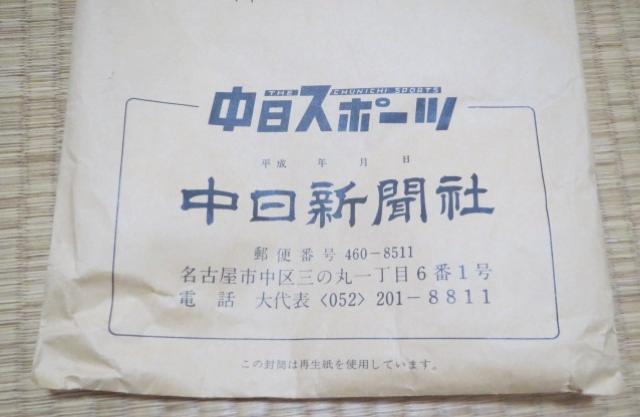 THE CHUNICHI SPORTS
中日スポーツ
平成 年 月 日
中日新聞社
郵便番号 460-8511
名古屋市中区三の丸一丁目6番1号
電話 大代表〈052〉201-8811
この封筒は再生紙を使用しています。